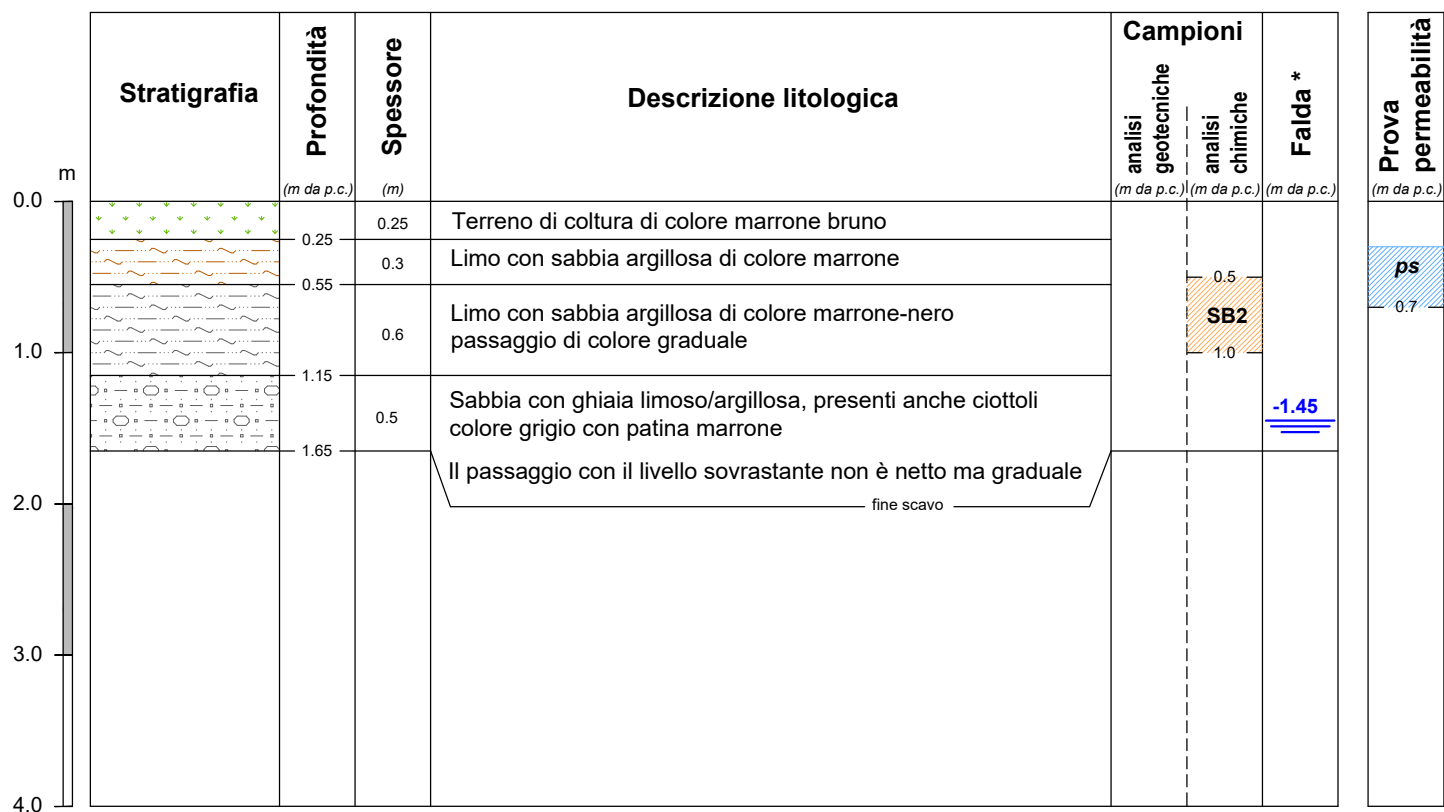 Stratigrafia
Profondità
(m da p.c.)
Spessore
(m)
Descrizione litologica
Campioni
analisi
geotecniche
(m da p.c.)
analisi
chimiche
(m da p.c.)
Falda *
(m da p.c.)
Prova
permeabilità
(m da p.c.)
m
0.0
0.25
Terreno di coltura di colore marrone bruno
0.25
0.3
Limo con sabbia argillosa di colore marrone
ps
0.5
0.55
0.7
0.6
Limo con sabbia argillosa di colore marrone-nero
passaggio di colore graduale
SB2
1.0
1.0
1.15
0.5
Sabbia con ghiaia limoso/argillosa, presenti anche ciottoli
colore grigio con patina marrone
-1.45
1.65
Il passaggio con il livello sovrastante non è netto ma graduale
fine scavo
2.0
3.0
4.0